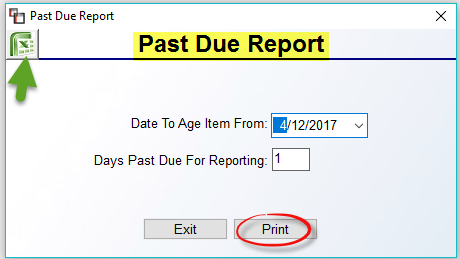 Past Due Report
Past Due Report
Date To Age Item From: 4/12/2017
Days Past Due For Reporting: 1
Exit Print